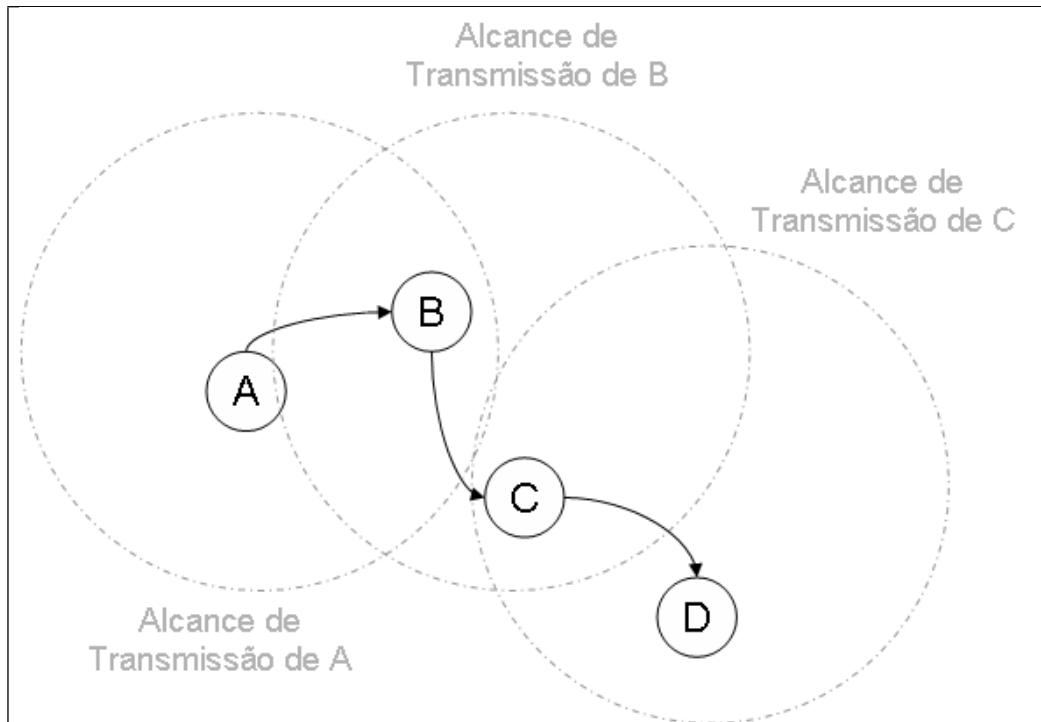 Alcance de
Transmissão de B
Alcance de
Transmissão de C
B
A
C
D
Alcance de
Transmissão de A